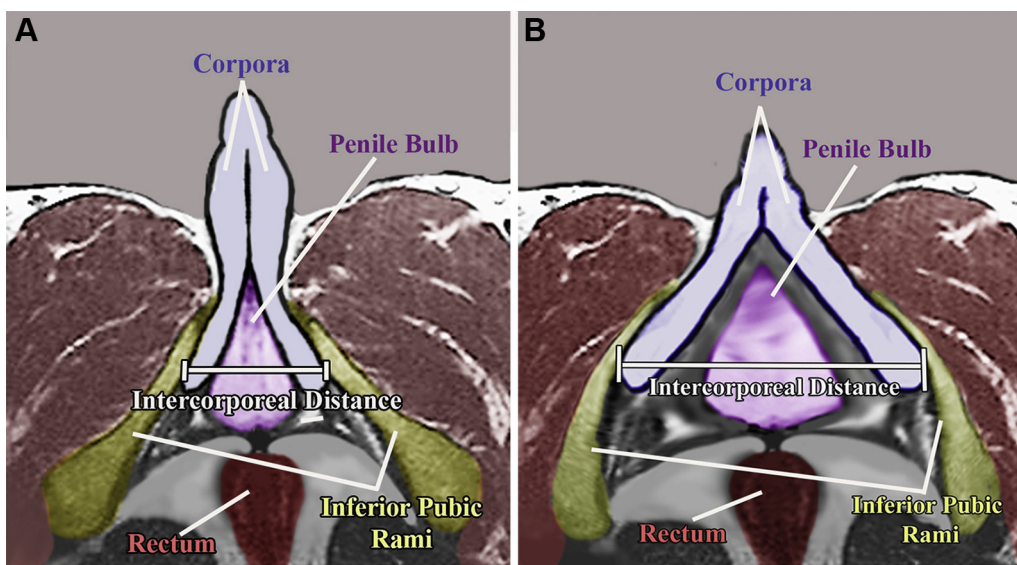 A
Corpora
Penile Bulb
Intercorporeal Distance
Inferior Pubic
Rami
Rectum
B
Corpora
Penile Bulb
Intercorporeal Distance
Inferior Pubic
Rami
Rectum